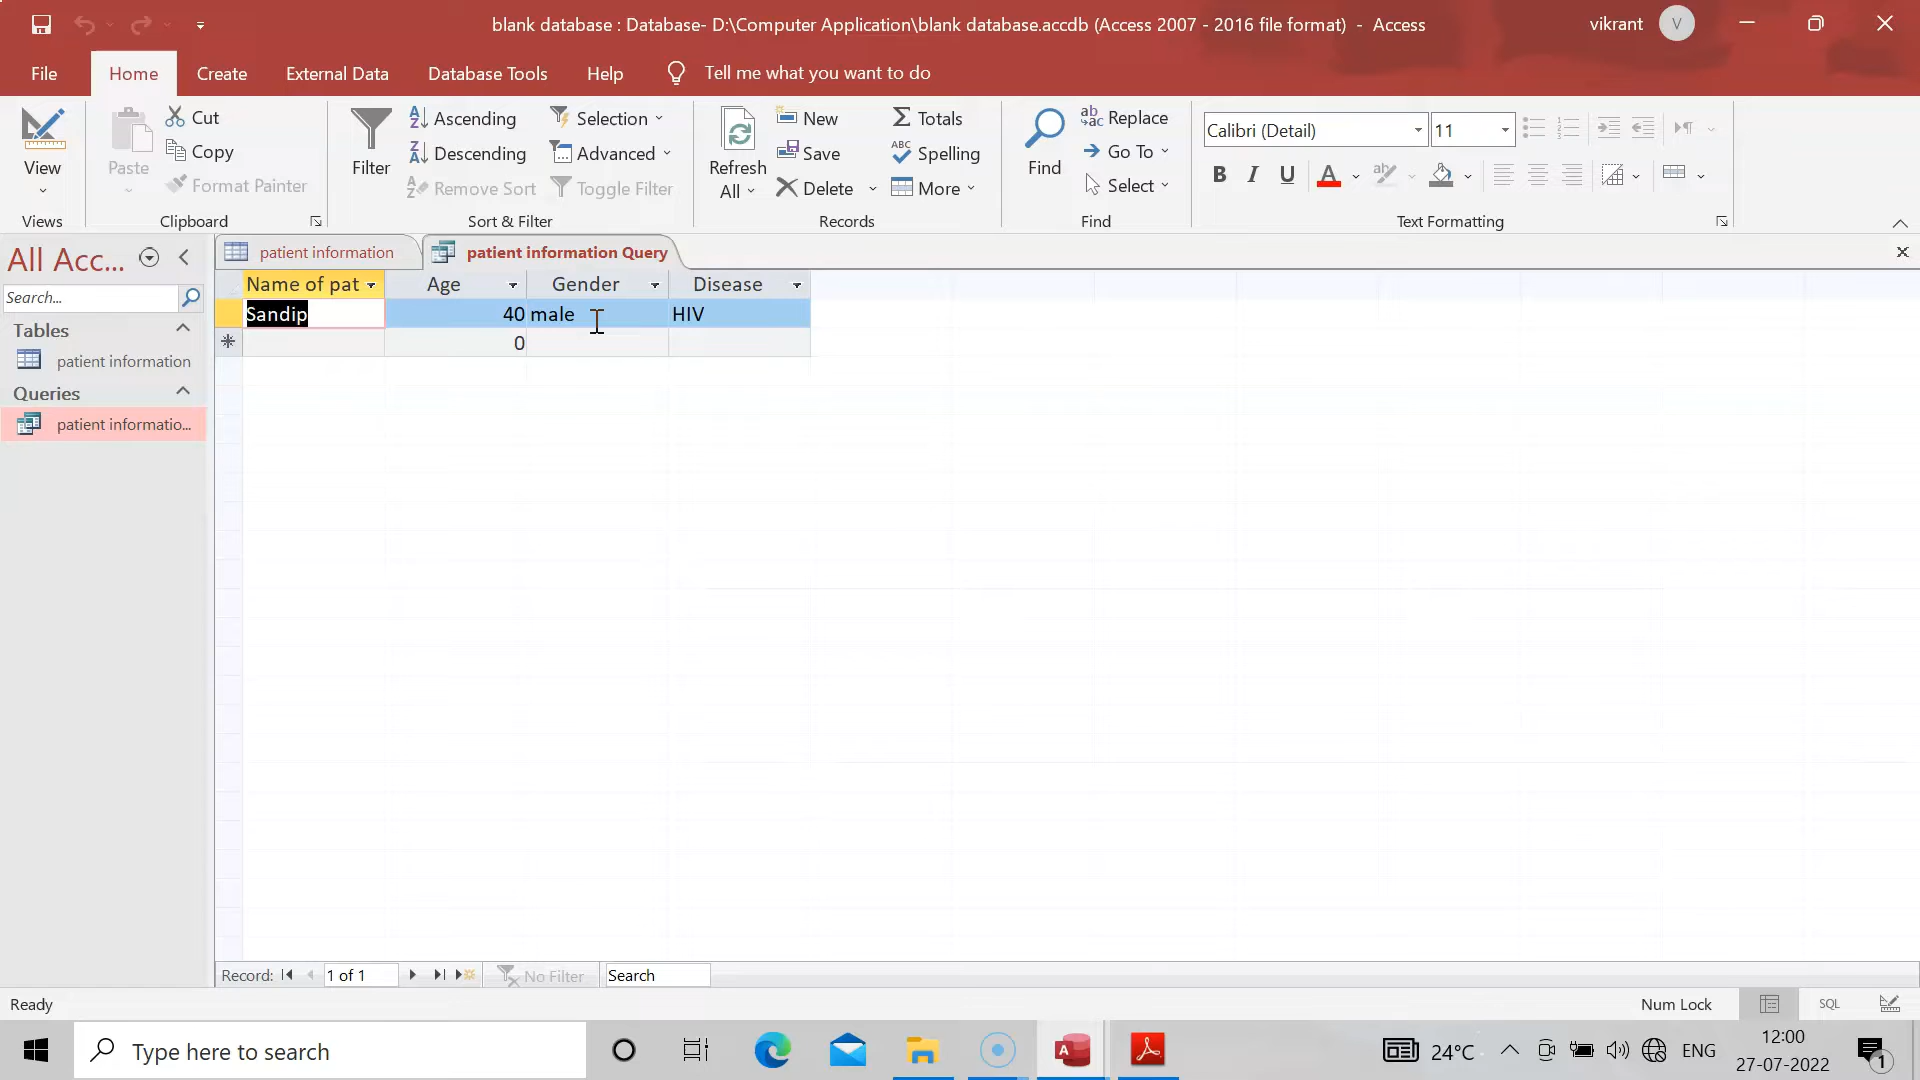 blank database : Database- D:\Computer Application\blank database.accdb (Access 2007 - 2016 file format) - Access
vikrant
V
File
Home
Create
External Data
Database Tools
Help
Tell me what you want to do
View
Paste
Cut
Copy
Format Painter
Filter
Ascending
Descending
Remove Sort
Selection
Advanced
Toggle Filter
Refresh
All
New
Save
Delete
Totals
Spelling
More
Find
Replace
Go To
Select
Calibri (Detail)
11
B I U A
Views
Clipboard
Sort & Filter
Records
Find
Text Formatting
All Acc...
Search...
Tables
patient information
Queries
patient informatio...
patient information
patient information Query
Name of pat Age Gender Disease
Sandip 40 male HIV
0
Record: 1 of 1 No Filter Search
Ready
Num Lock
SQL
Type here to search
24°C
ENG
12:00
27-07-2022
1